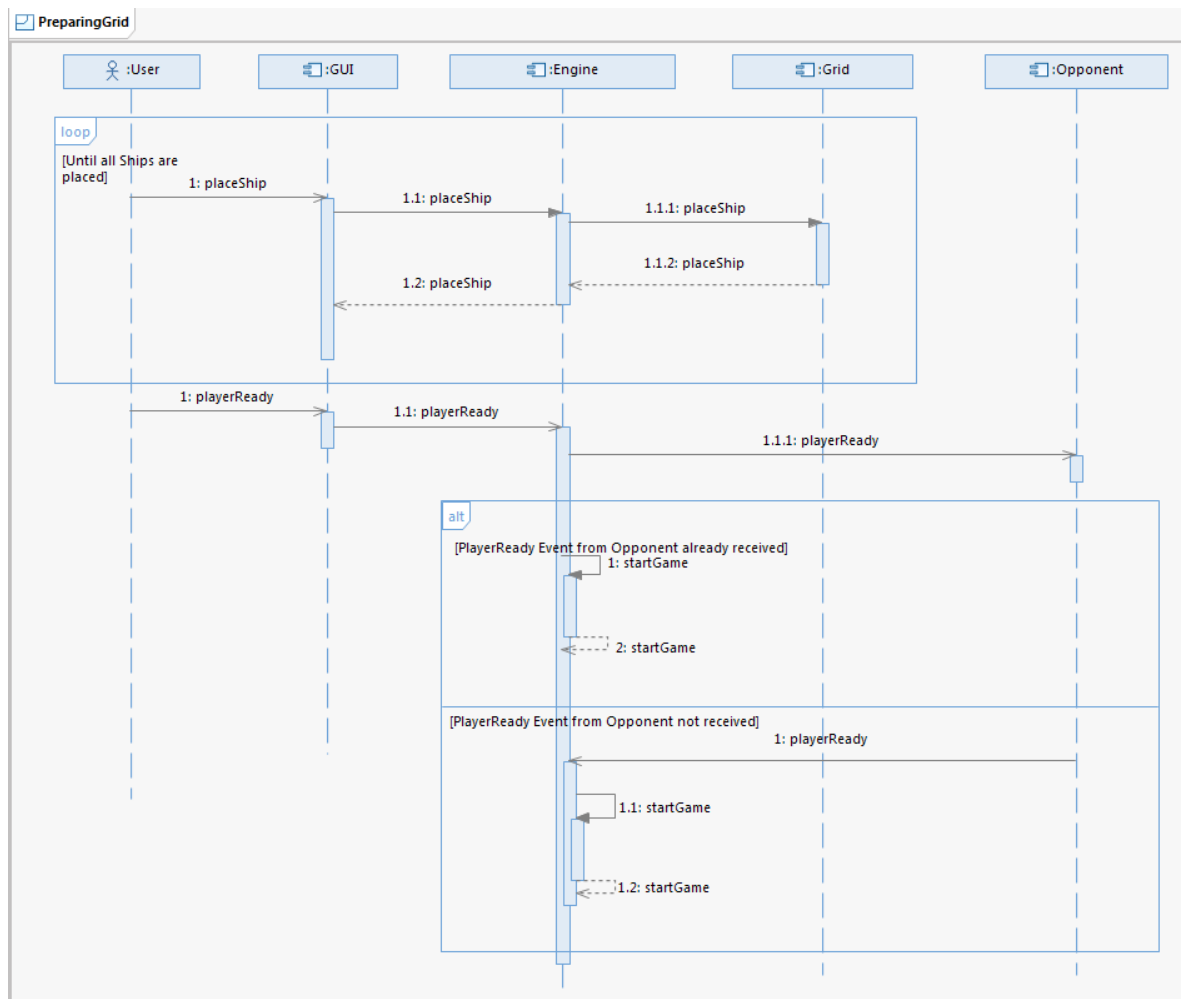 PreparingGrid
:User
:GUI
:Engine
:Grid
:Opponent
loop
[Until all Ships are
placed]
1: placeShip
1.1: placeShip
1.1.1: placeShip
1.1.2: placeShip
1.2: placeShip
1: playerReady
1.1: playerReady
1.1.1: playerReady
alt
[PlayerReady Event from Opponent already received]
1: startGame
2: startGame
[PlayerReady Event from Opponent not received]
1: playerReady
1.1: startGame
1.2: startGame